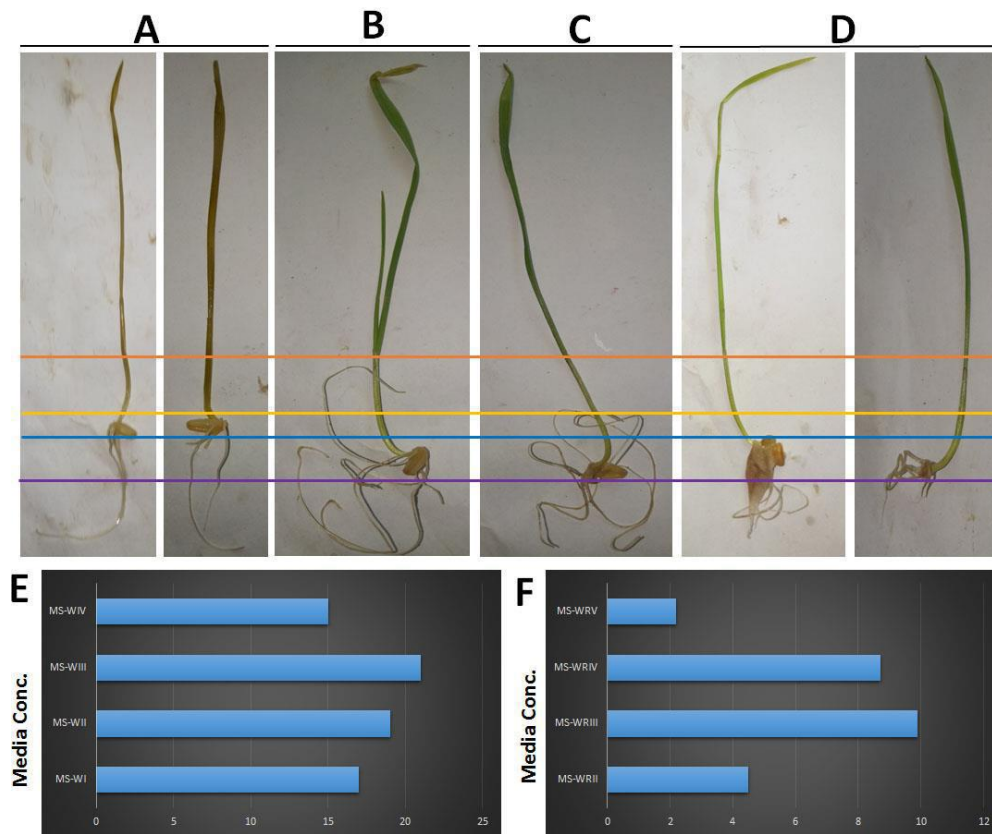 A
B
C
D
E
MS-WIV
MS-WIII
MS-WII
MS-WI
Media Conc.
0 5 10 15 20 25
F
MS-WRV
MS-WRIV
MS-WRIII
MS-WRII
Media Conc.
0 2 4 6 8 10 12